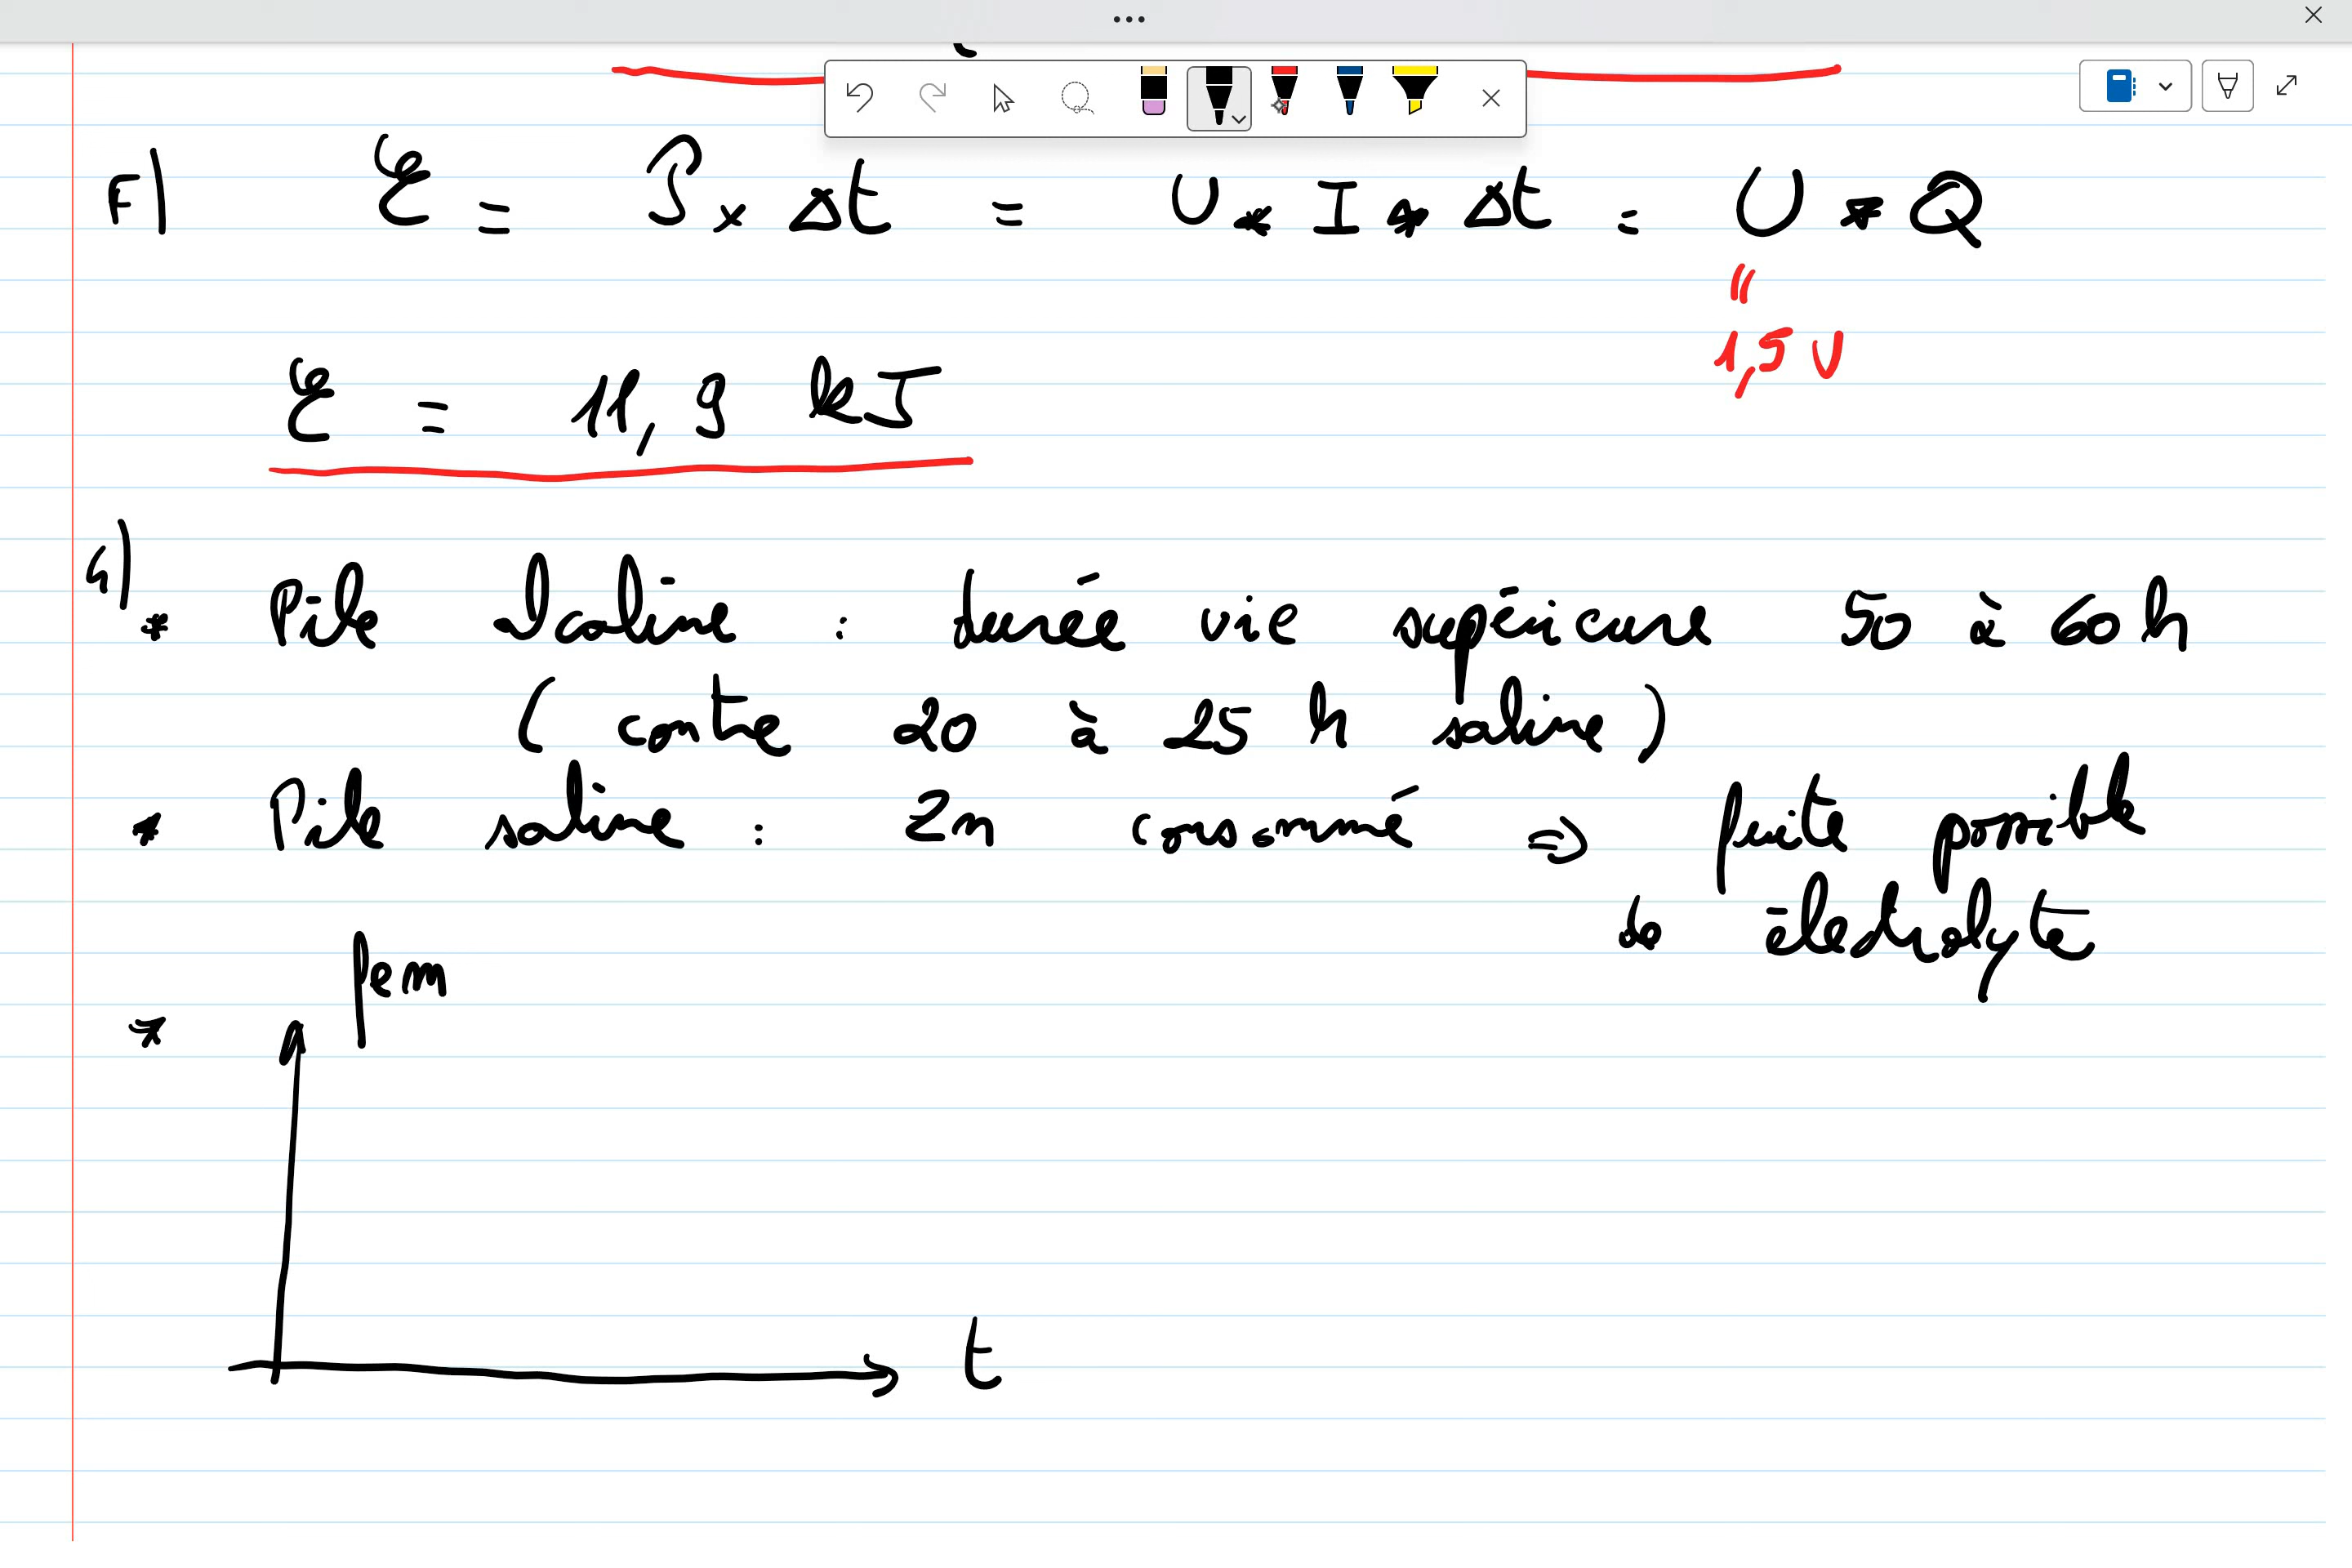 F) E = P x Δt = U * I * Δt = U * Q
"
1,5 V
E = 11,9 kJ
G) * Pile alcaline : durée vie supérieure 50 à 60 h
( contre 20 à 25 h saline )
* Pile saline : Zn consommé ⇒ fuite possible
de électrolyte
* fem
t